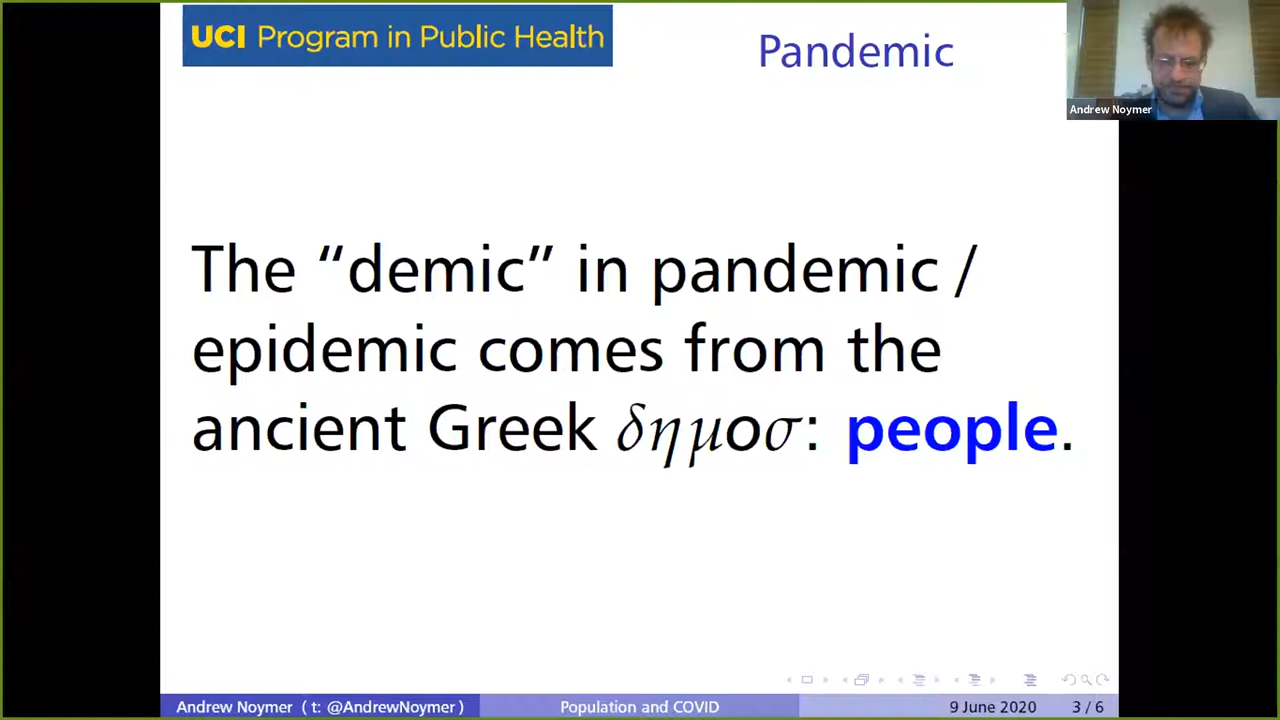 UCI Program in Public Health
Pandemic
Andrew Noymer
The “demic” in pandemic /
epidemic comes from the
ancient Greek δημοσ: people.
Andrew Noymer ( t: @AndrewNoymer )
Population and COVID
9 June 2020
3 / 6